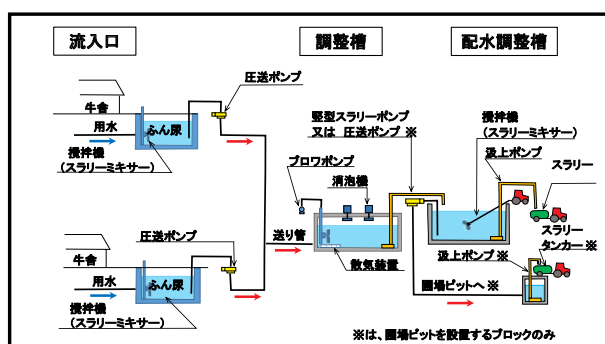 流入口
調整槽
配水調整槽
圧送ポンプ
牛舎
用水
ふん尿
攪拌機
(スラリーミキサー)
竪型スラリーポンプ
又は 圧送ポンプ ※
ブロワポンプ
消泡機
攪拌機
(スラリーミキサー)
汲上ポンプ
スラリー
送り管
散気装置
スラリー
タンカー ※
汲上ポンプ ※
圃場ピットへ ※
圧送ポンプ
牛舎
用水
ふん尿
攪拌機
(スラリーミキサー)
※は、圃場ピットを設置するブロックのみ